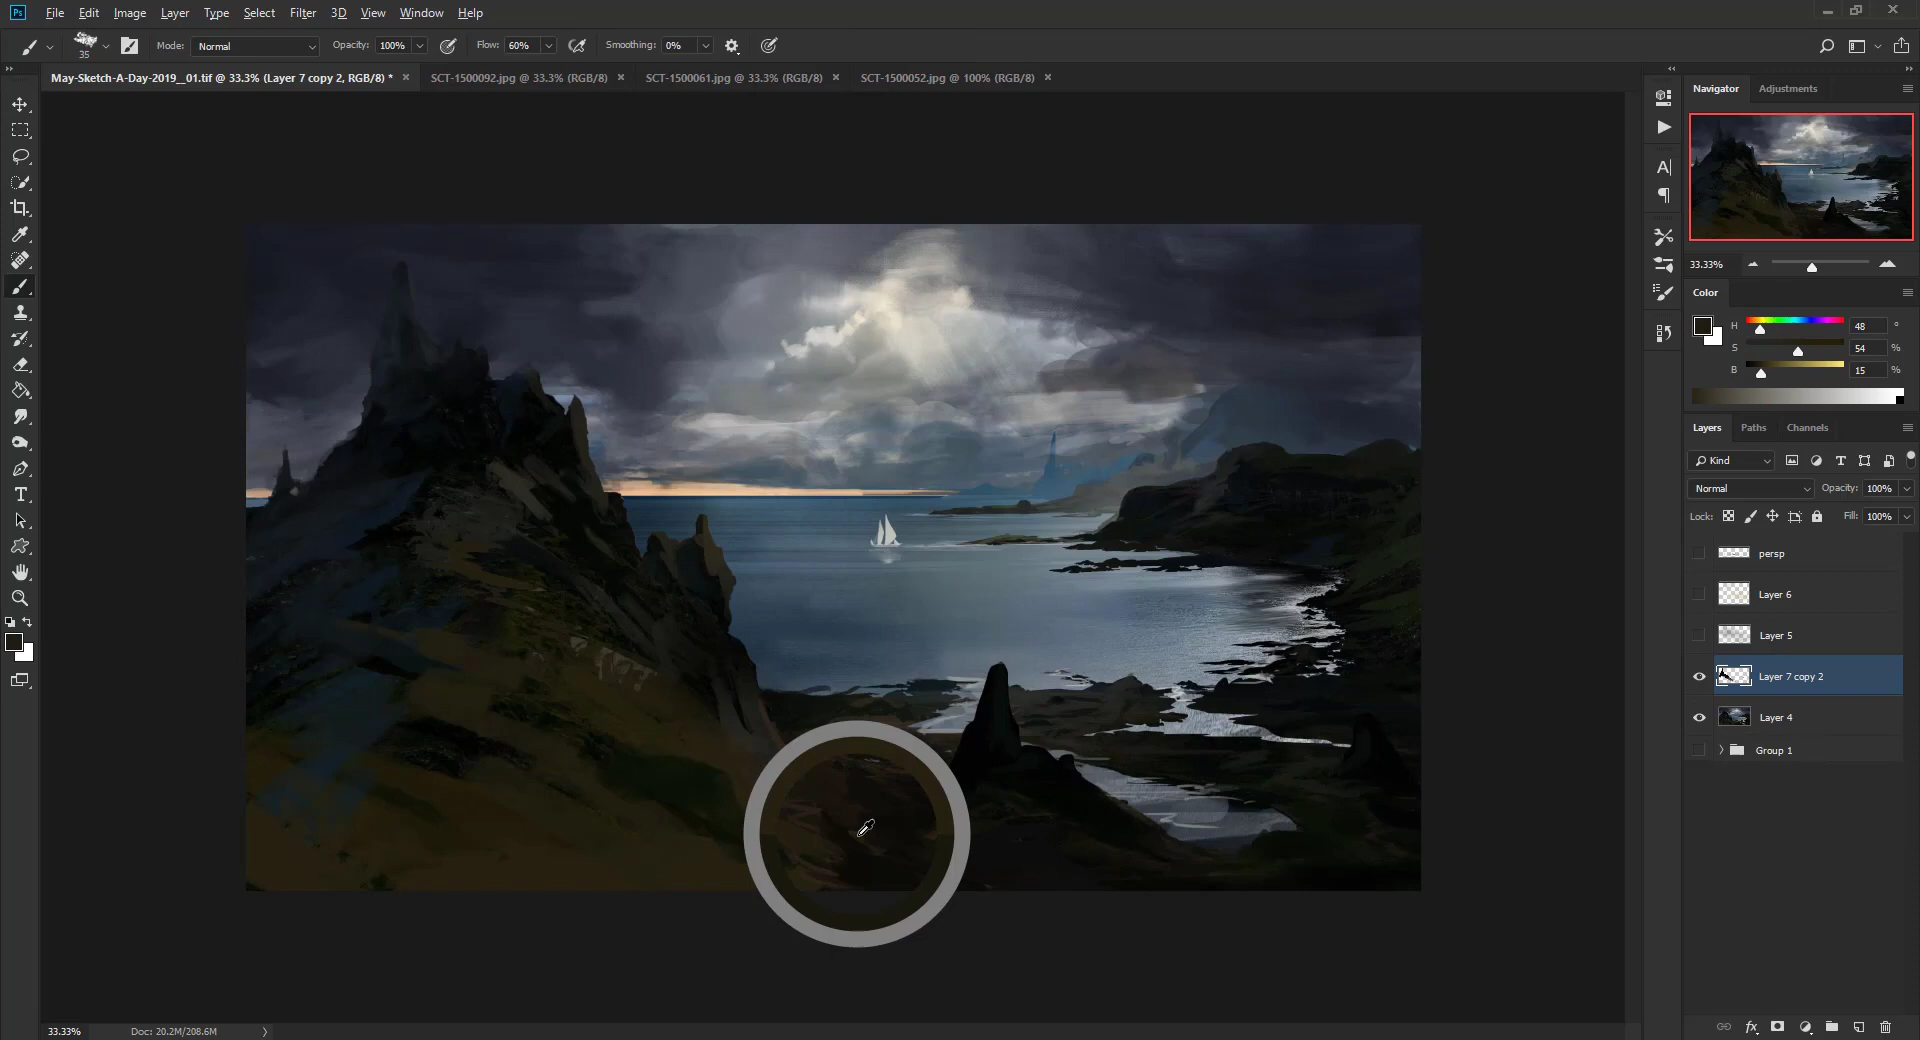 Ps File Edit Image Layer Type Select Filter 3D View Window Help
35 Mode: Normal Opacity: 100% Flow: 60% Smoothing: 0%
May-Sketch-A-Day-2019__01.tif @ 33.3% (Layer 7 copy 2, RGB/8) * × SCT-1500092.jpg @ 33.3% (RGB/8) × SCT-1500061.jpg @ 33.3% (RGB/8) × SCT-1500052.jpg @ 100% (RGB/8) ×
Navigator Adjustments
33.33%
Color
H 48 °
S 54 %
B 15 %
Layers Paths Channels
Kind
Normal Opacity: 100%
Lock: Fill: 100%
persp
Layer 6
Layer 5
Layer 7 copy 2
Layer 4
Group 1
33.33% Doc: 20.2M/208.6M